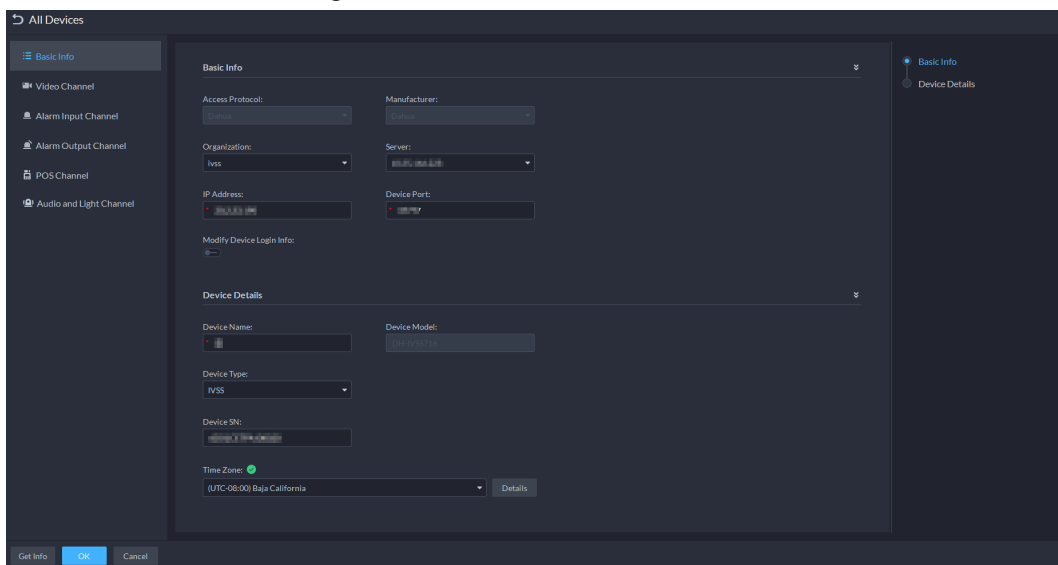 All Devices
Basic Info
Video Channel
Alarm Input Channel
Alarm Output Channel
POS Channel
Audio and Light Channel
Basic Info
Access Protocol: Manufacturer:
Dahua Dahua
Organization: Server:
ivss
IP Address: Device Port:
* *
Modify Device Login Info:
Device Details
Device Name: Device Model:
*
Device Type:
IVSS
Device SN:
Time Zone:
(UTC-08:00) Baja California Details
Basic Info
Device Details
Get Info OK Cancel